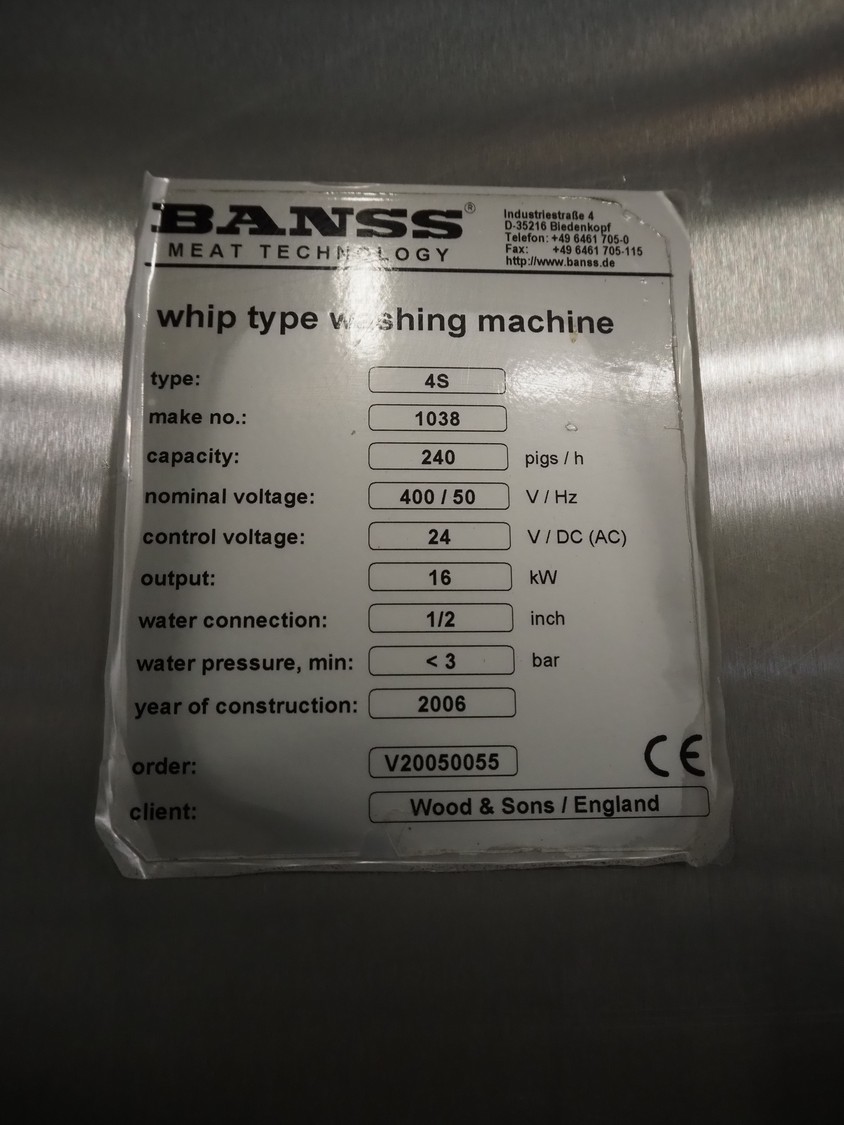 BANSS®
MEAT TECHNOLOGY
Industriestraße 4
D-35216 Biedenkopf
Telefon: +49 6461 705-0
Fax: +49 6461 705-115
http://www.banss.de
whip type washing machine
type: 4S
make no.: 1038
capacity: 240 pigs / h
nominal voltage: 400 / 50 V / Hz
control voltage: 24 V / DC (AC)
output: 16 kW
water connection: 1/2 inch
water pressure, min: < 3 bar
year of construction: 2006
order: V20050055
CE
client: Wood & Sons / England